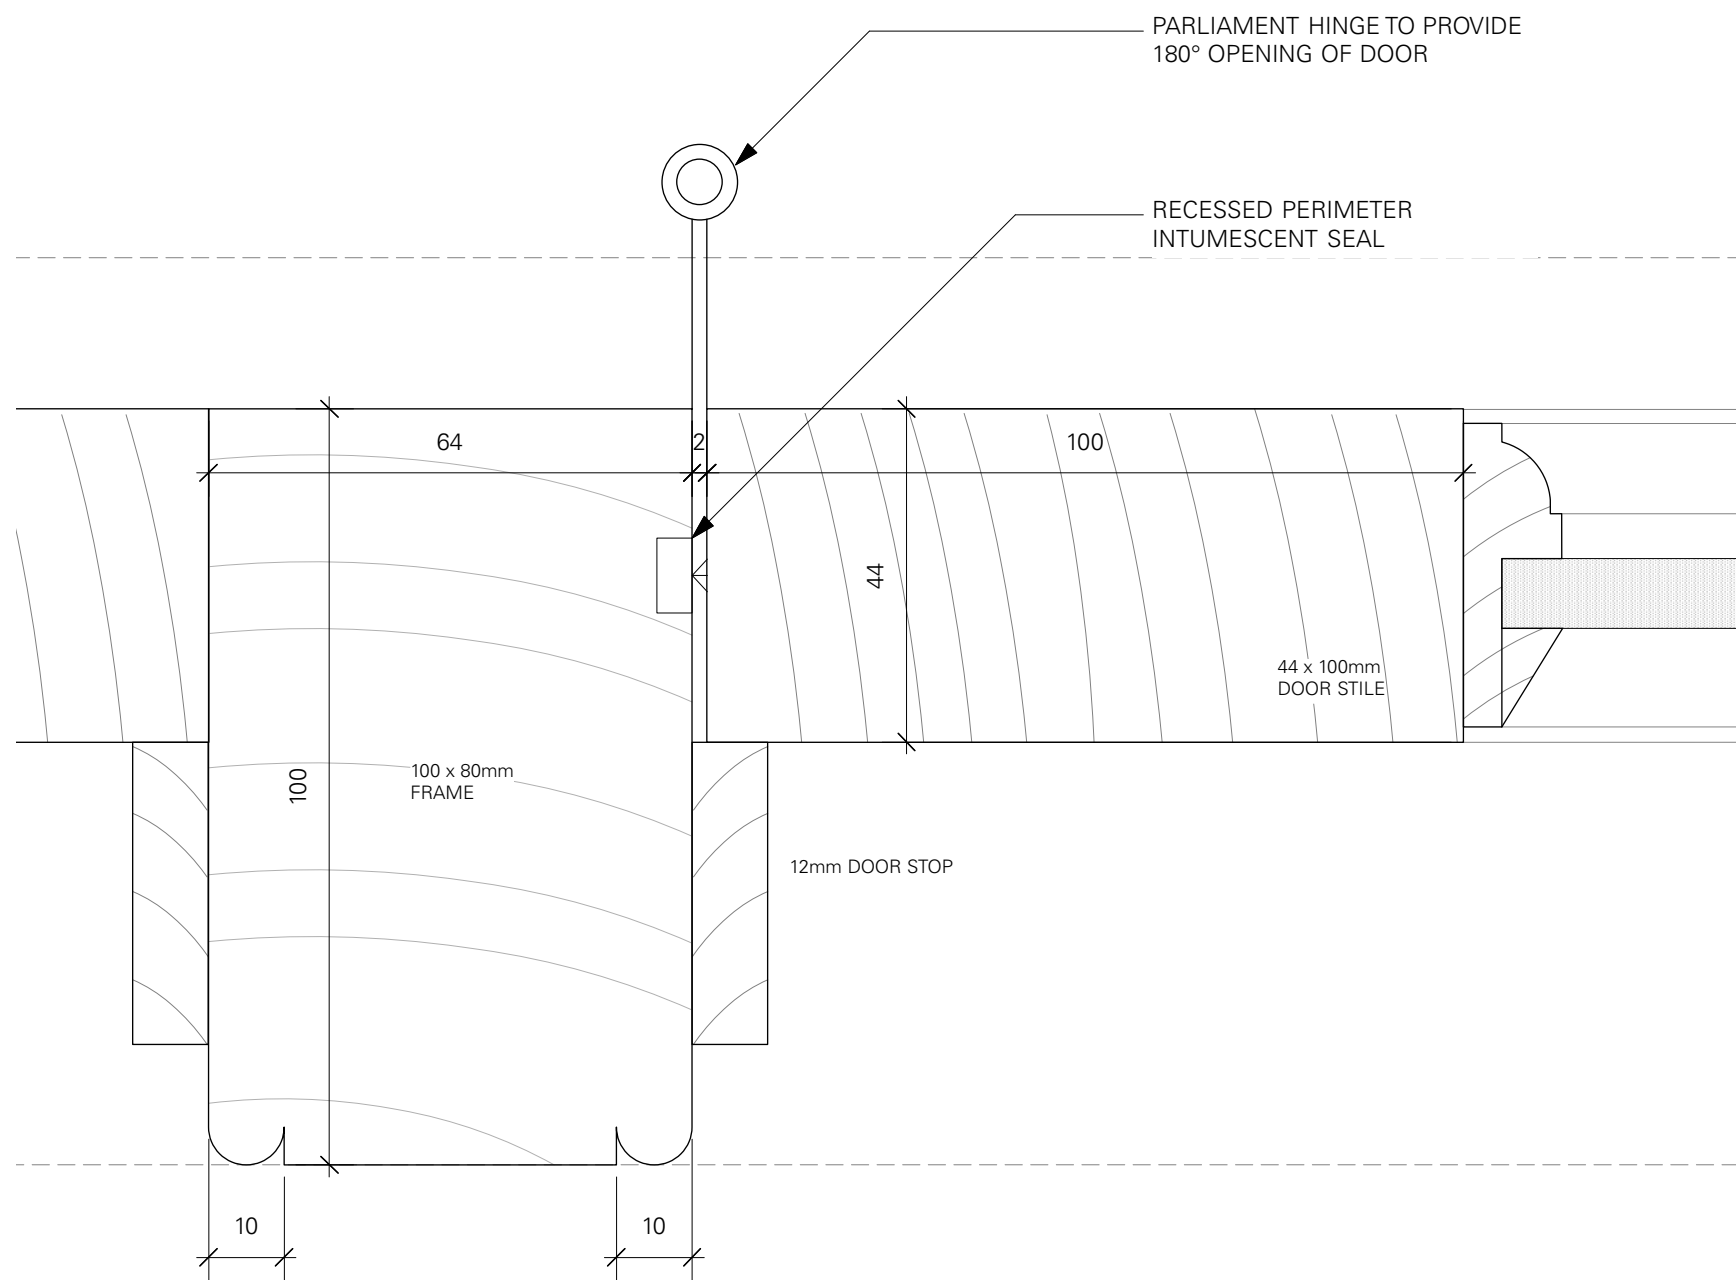 PARLIAMENT HINGE TO PROVIDE
180° OPENING OF DOOR
RECESSED PERIMETER
INTUMESCENT SEAL
64
2
100
44
44 x 100mm
DOOR STILE
100
100 x 80mm
FRAME
12mm DOOR STOP
10
10